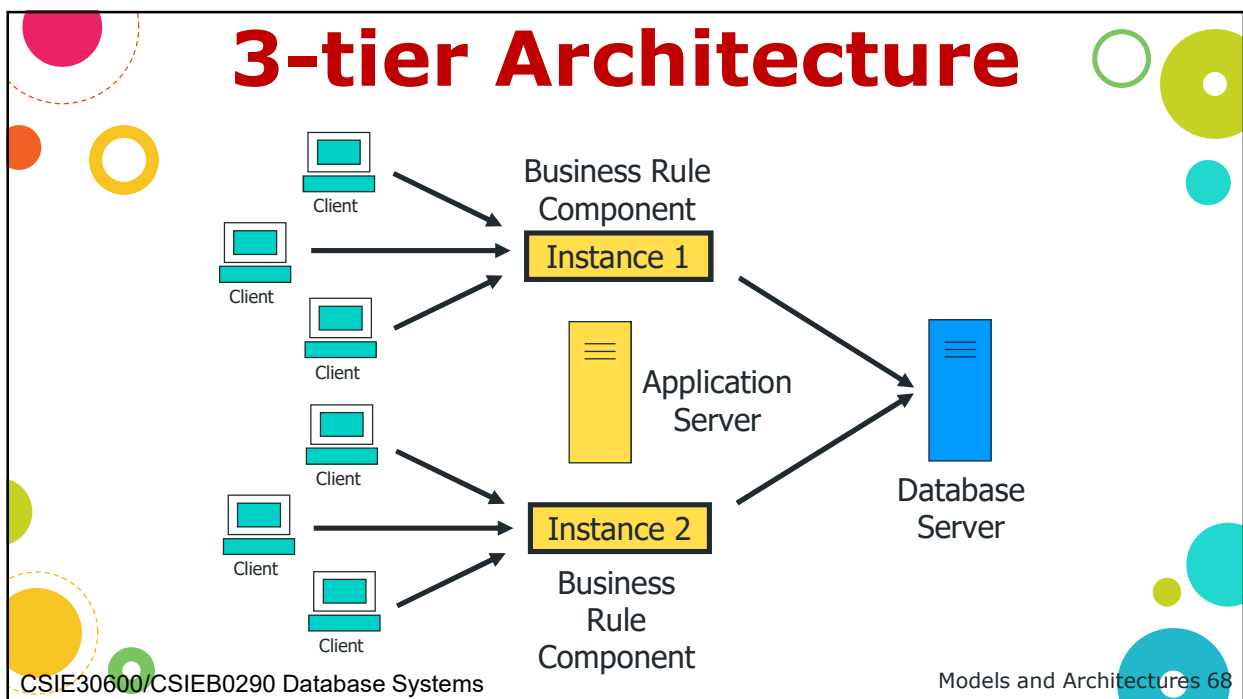 3-tier Architecture
Client
Client
Client
Business Rule
Component
Instance 1
Application
Server
Client
Client
Client
Instance 2
Business
Rule
Component
Database
Server
CSIE30600/CSIEB0290 Database Systems
Models and Architectures 68